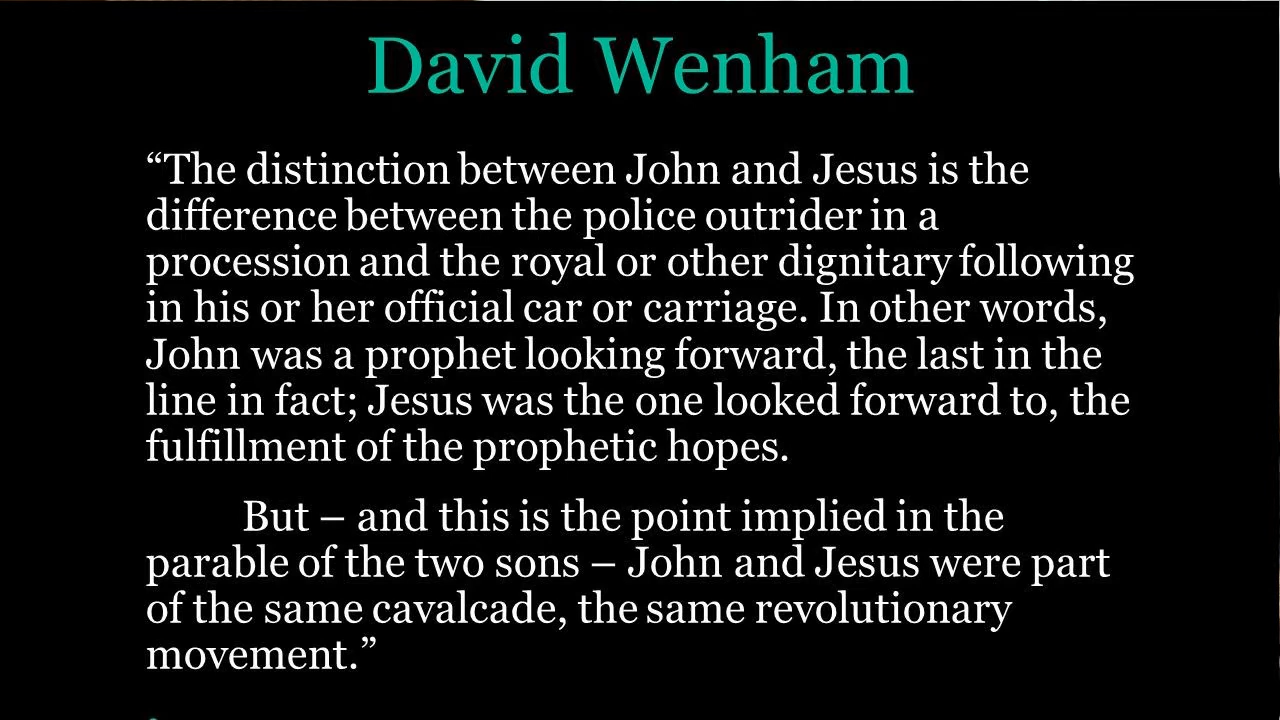 David Wenham
“The distinction between John and Jesus is the
difference between the police outrider in a
procession and the royal or other dignitary following
in his or her official car or carriage. In other words,
John was a prophet looking forward, the last in the
line in fact; Jesus was the one looked forward to, the
fulfillment of the prophetic hopes.
But – and this is the point implied in the
parable of the two sons – John and Jesus were part
of the same cavalcade, the same revolutionary
movement.”